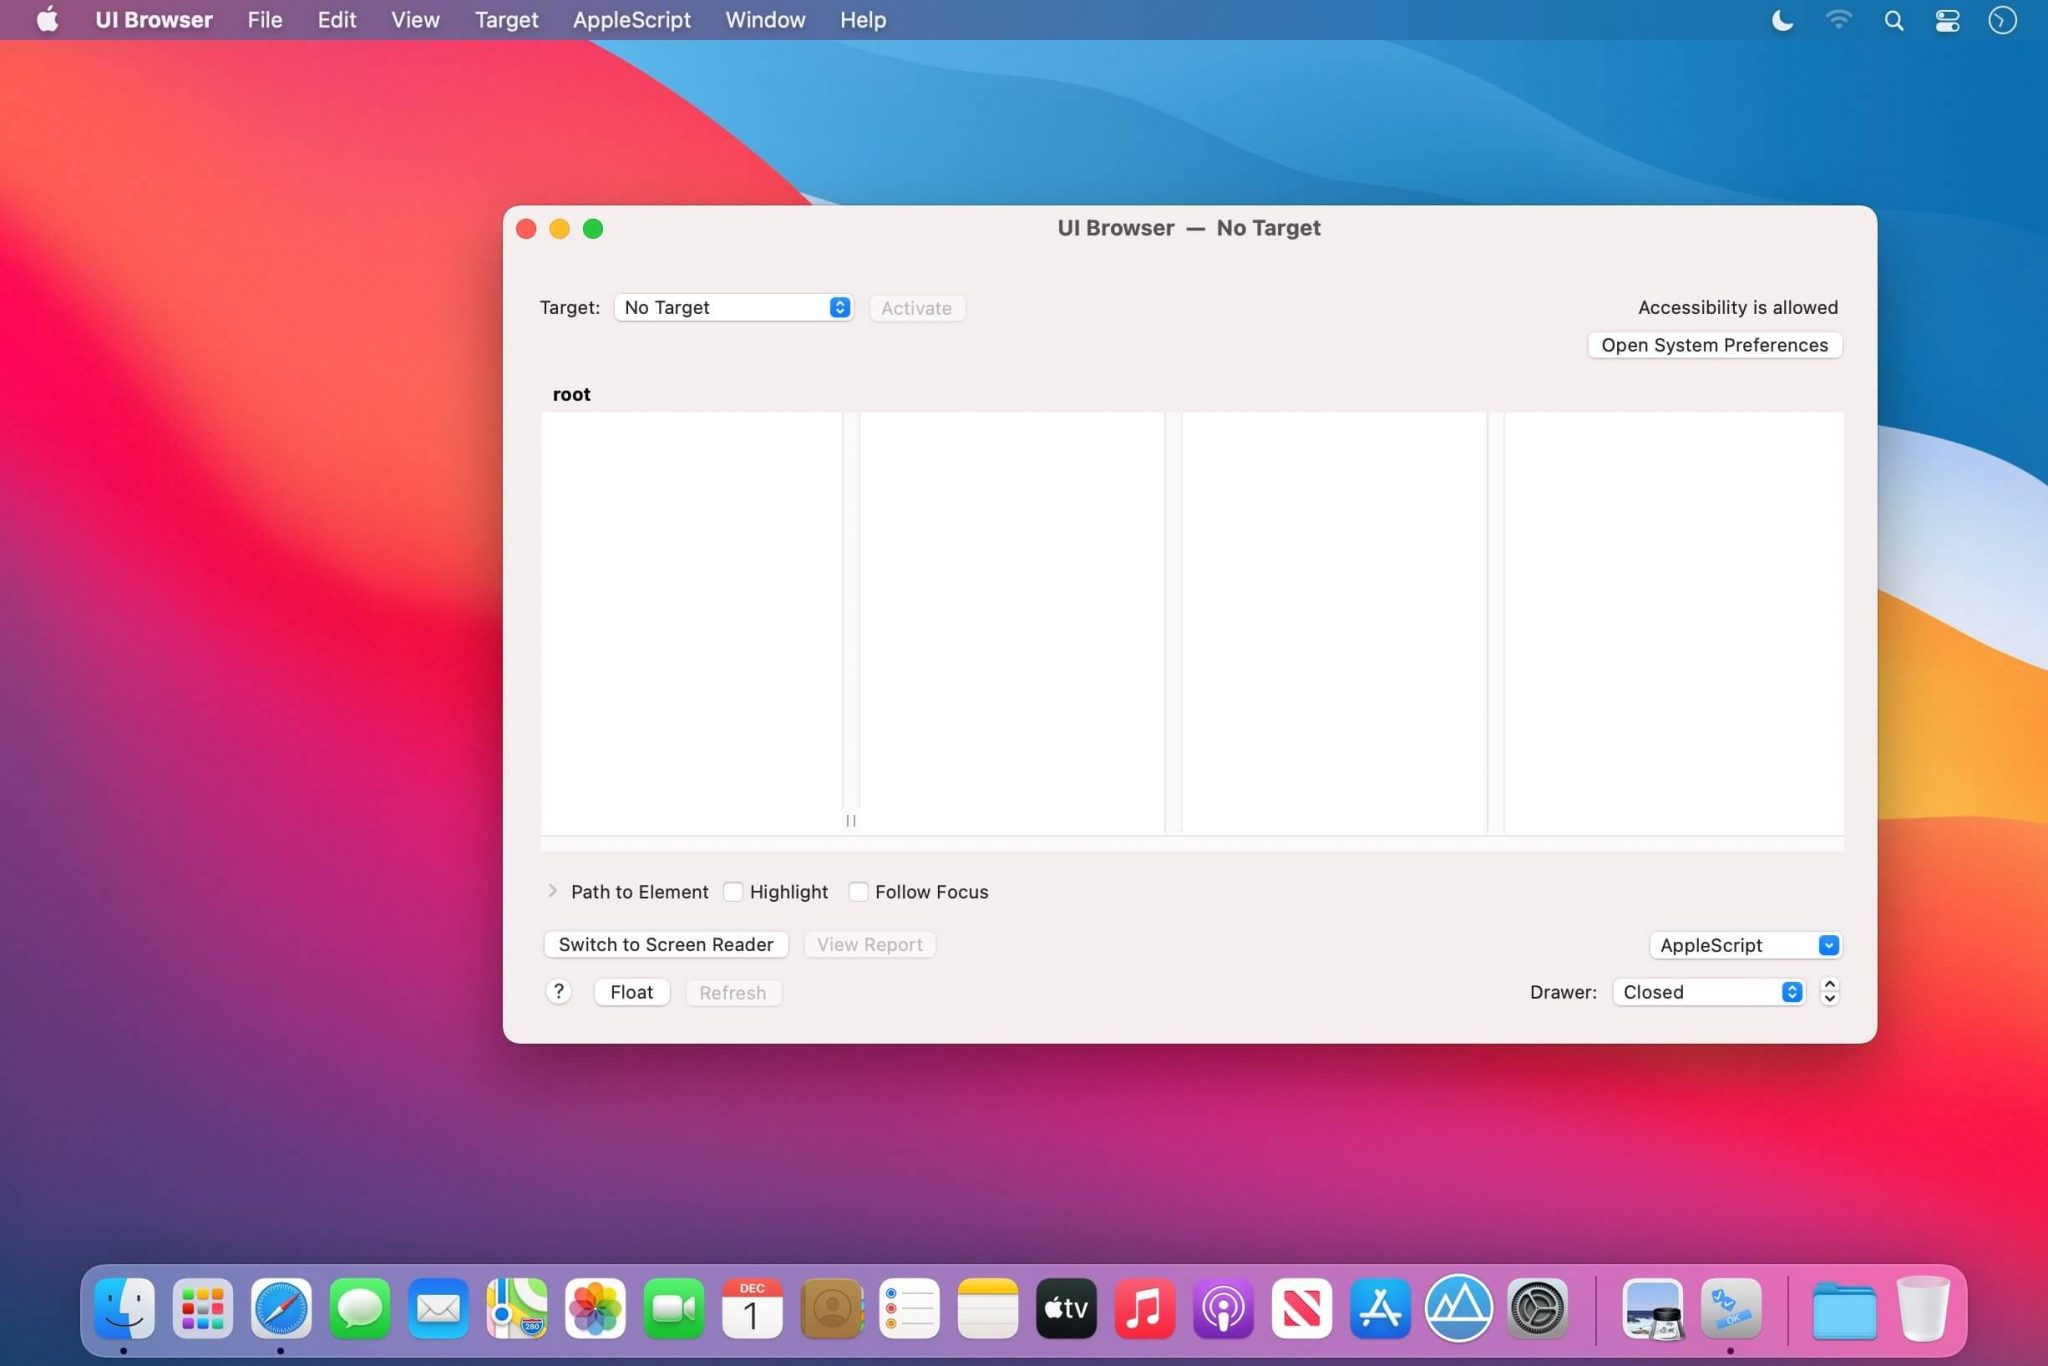 UI Browser File Edit View Target AppleScript Window Help
UI Browser — No Target
Target: No Target Activate
Accessibility is allowed
Open System Preferences
root
Path to Element Highlight Follow Focus
Switch to Screen Reader View Report
AppleScript
? Float Refresh
Drawer: Closed
280
DEC
1
tv
OK